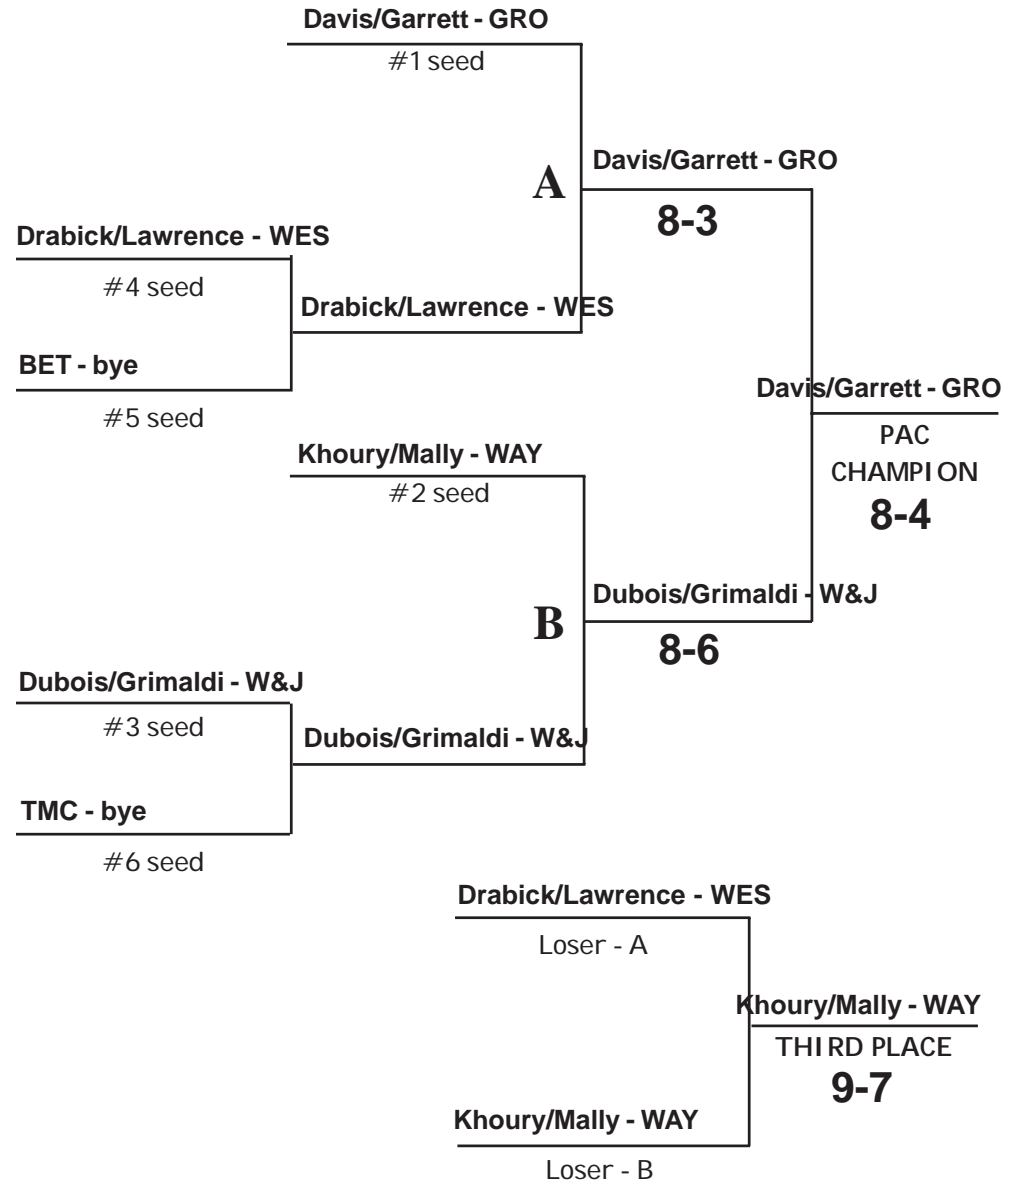 Davis/Garrett - GRO
#1 seed
Davis/Garrett - GRO
A
8-3
Drabick/Lawrence - WES
#4 seed
Drabick/Lawrence - WES
BET - bye
#5 seed
Davis/Garrett - GRO
PAC
CHAMPION
8-4
Khoury/Mally - WAY
#2 seed
Dubois/Grimaldi - W&J
B
8-6
Dubois/Grimaldi - W&J
#3 seed
Dubois/Grimaldi - W&J
TMC - bye
#6 seed
Drabick/Lawrence - WES
Loser - A
Khoury/Mally - WAY
THIRD PLACE
9-7
Khoury/Mally - WAY
Loser - B